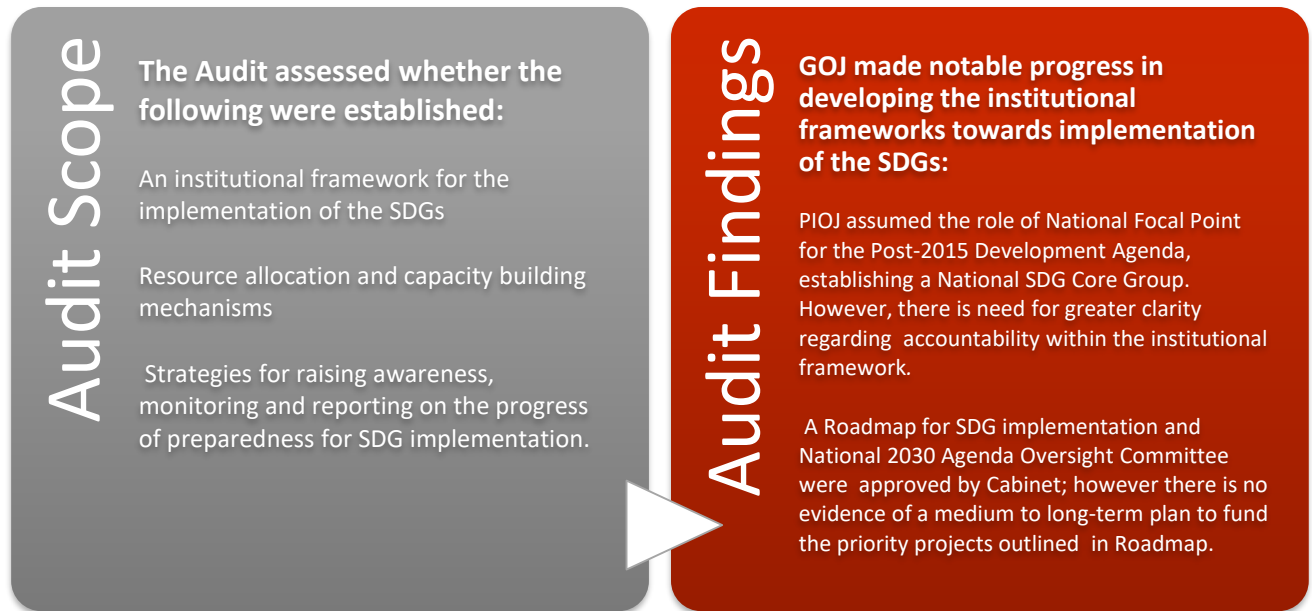 Audit Scope
The Audit assessed whether the
following were established:
An institutional framework for the
implementation of the SDGs
Resource allocation and capacity building
mechanisms
Strategies for raising awareness,
monitoring and reporting on the progress
of preparedness for SDG implementation.
Audit Findings
GOJ made notable progress in
developing the institutional
frameworks towards implementation
of the SDGs:
PIOJ assumed the role of National Focal Point
for the Post-2015 Development Agenda,
establishing a National SDG Core Group.
However, there is need for greater clarity
regarding accountability within the institutional
framework.
A Roadmap for SDG implementation and
National 2030 Agenda Oversight Committee
were approved by Cabinet; however there is no
evidence of a medium to long-term plan to fund
the priority projects outlined in Roadmap.